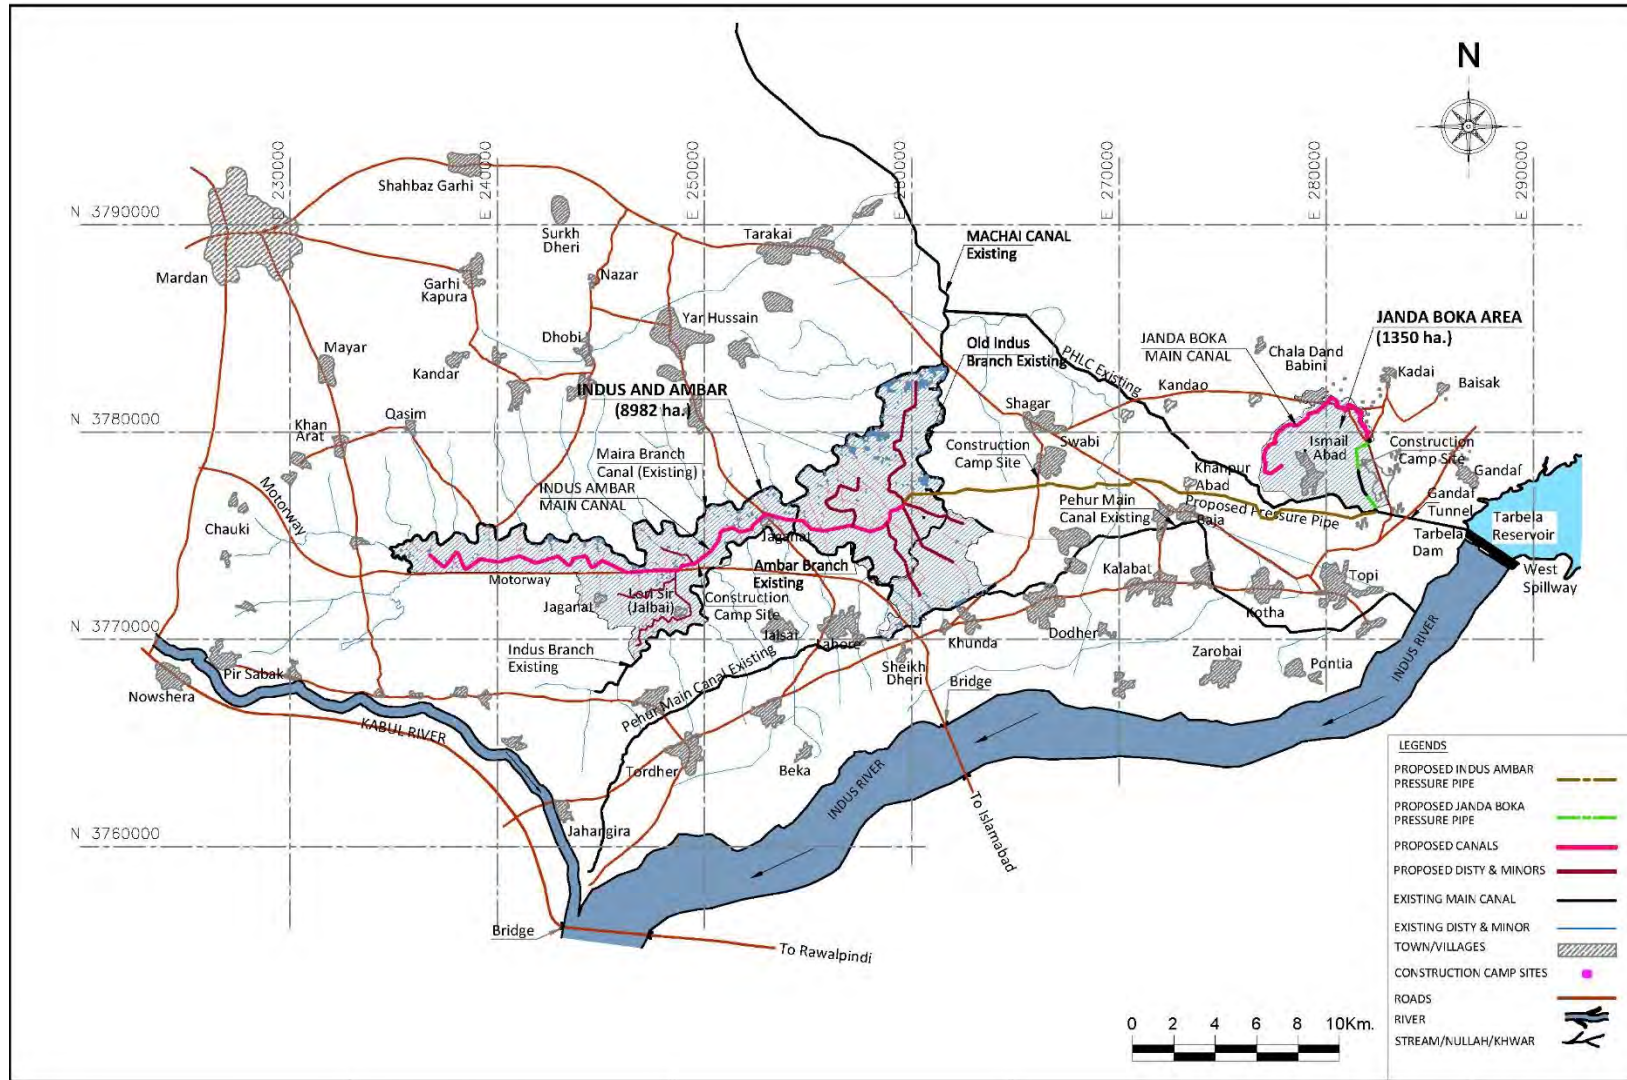 N
E 230000
E 240000
E 250000
E 260000
E 270000
E 280000
E 290000
N 3790000
N 3780000
N 3770000
N 3760000
Shahbaz Garhi
Mardan
Surkh
Dheri
Tarakai
Garhi
Kapura
Nazar
MACHAI CANAL
Existing
Yar Hussain
Dhobi
Mayar
Kandar
Old Indus
Branch Existing
PHLC Existing
JANDA BOKA
MAIN CANAL
JANDA BOKA AREA
(1350 ha.)
Chala Dand
Babini
Kadai
Baisak
Kandao
INDUS AND AMBAR
(8982 ha.)
Qasim
Khan
Arat
Shagar
Swabi
Construction
Camp Site
Ismail
Abad
Construction
Camp Site
Gandaf
Maira Branch
Canal (Existing)
INDUS AMBAR
MAIN CANAL
Khanpur
Abad
Pehur Main
Canal Existing
Baja
Proposed Pressure Pipe
Gandaf
Tunnel
Tarbela
Reservoir
Tarbela
Dam
West
Spillway
Motorway
Chauki
Jaganat
Motorway
Ambar Branch
Existing
Kalabat
Topi
Jaganat
Lori Sir
(Jalbai)
Construction
Camp Site
Jalsai
Lahore
Khunda
Dodher
Kotha
Indus Branch
Existing
Pehur Main Canal Existing
Sheikh
Dheri
Zarobai
Pontia
INDUS RIVER
Pir Sabak
Nowshera
Bridge
KABUL RIVER
Tordher
Beka
INDUS RIVER
To Islamabad
Jahangira
Bridge
To Rawalpindi
0 2 4 6 8 10Km.
LEGENDS
PROPOSED INDUS AMBAR
PRESSURE PIPE
PROPOSED JANDA BOKA
PRESSURE PIPE
PROPOSED CANALS
PROPOSED DISTY & MINORS
EXISTING MAIN CANAL
EXISTING DISTY & MINOR
TOWN/VILLAGES
CONSTRUCTION CAMP SITES
ROADS
RIVER
STREAM/NULLAH/KHWAR